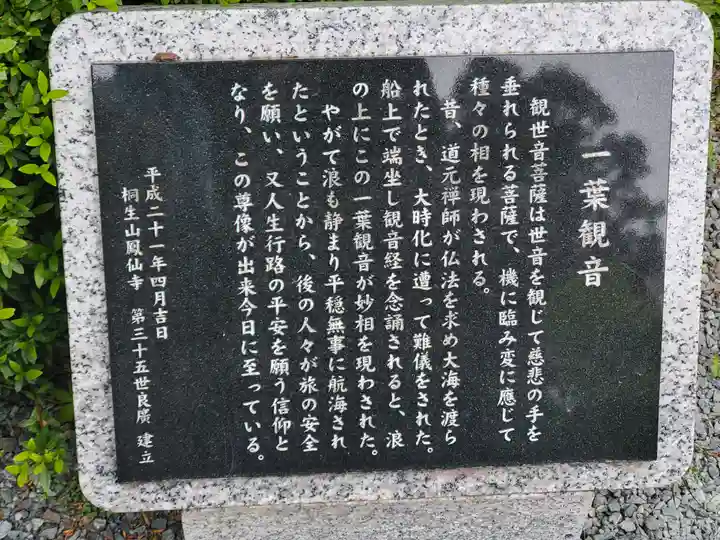 一葉観音
観世音菩薩は世音を観じて慈悲の手を
垂れられる菩薩で、機に臨み変に應じて
種々の相を現わされる。
昔、道元禅師が仏法を求め大海を渡ら
れたとき、大時化に遭って難儀をされた。
船上で端坐し観音経を念誦されると、浪
の上にこの一葉観音が妙相を現わされた。
やがて浪も静まり平穏無事に航海され
たということから、後の人々が旅の安全
を願い、又人生行路の平安を願う信仰と
なり、この尊像が出来今日に至っている。
平成二十一年四月吉日
桐生山鳳仙寺 第三十五世良廣 建立